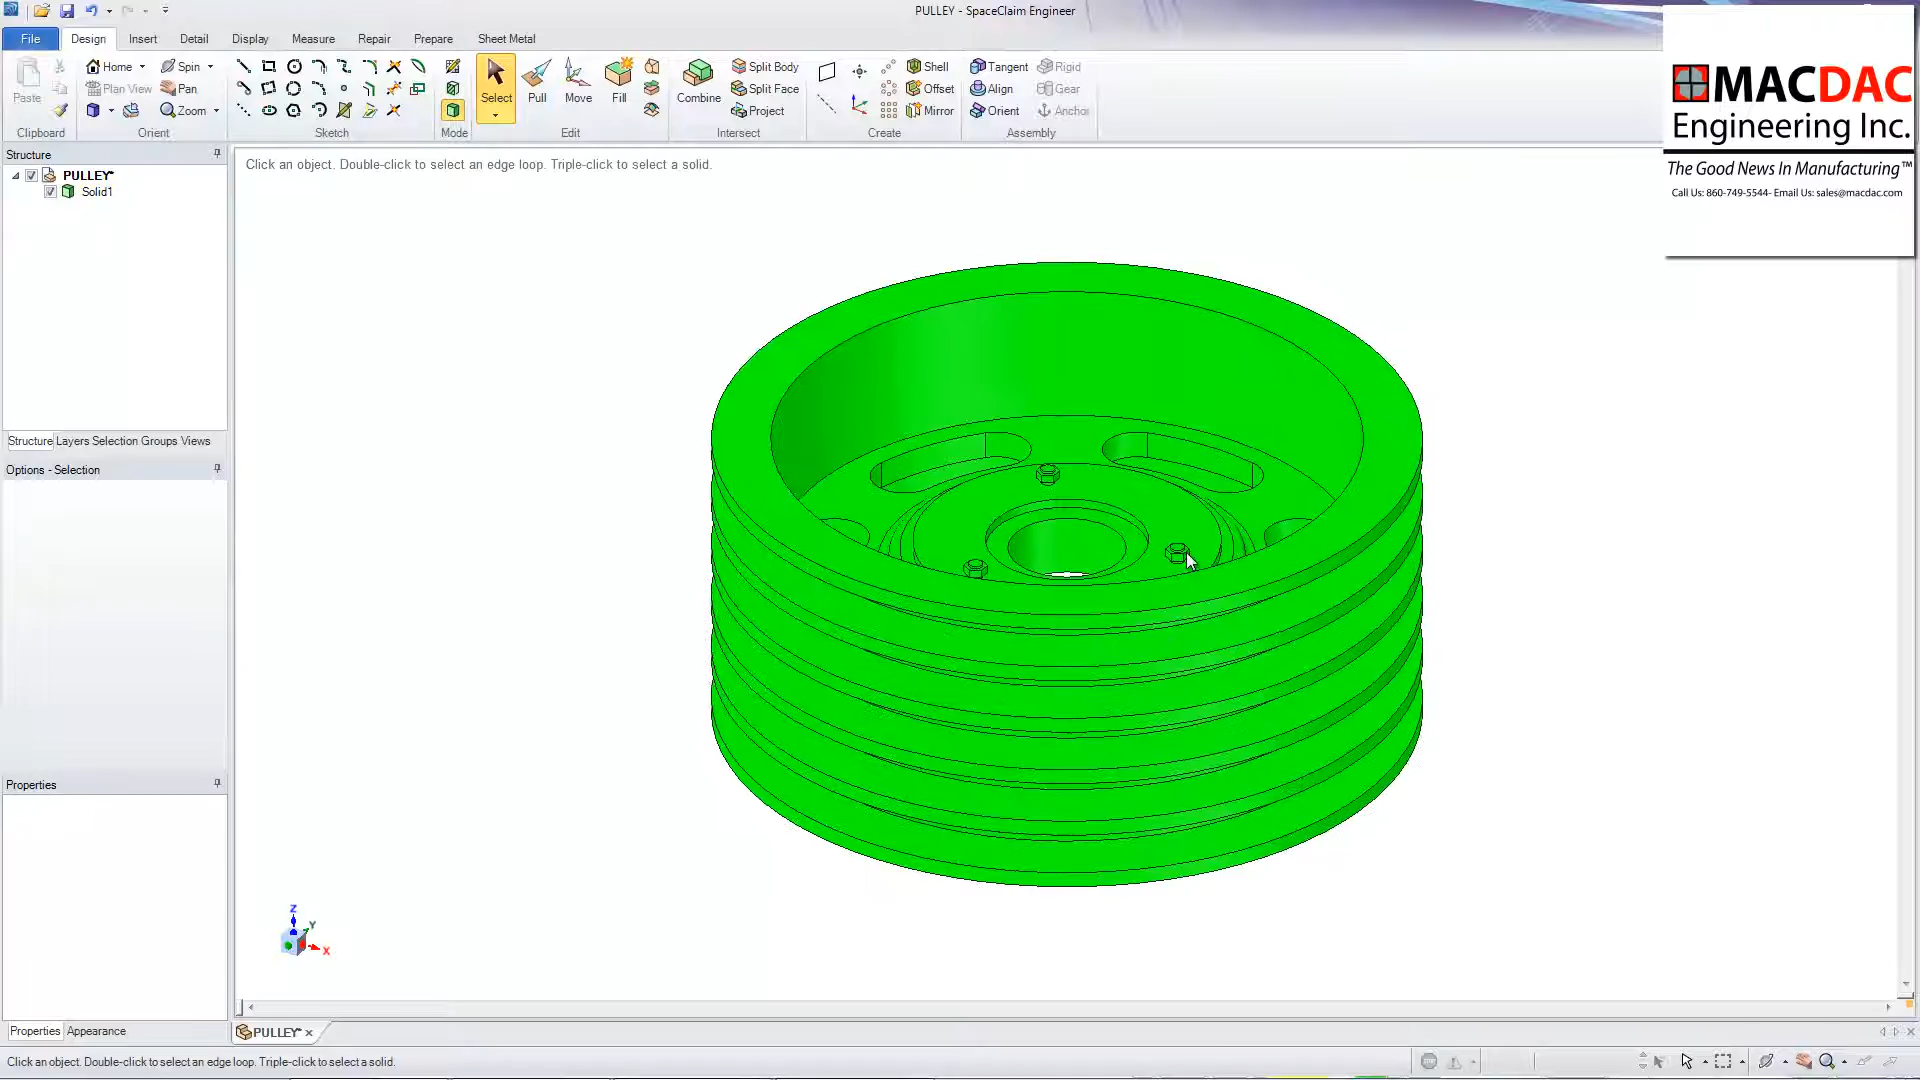 PULLEY - SpaceClaim Engineer
File Design Insert Detail Display Measure Repair Prepare Sheet Metal
Paste
Home Spin
Plan View Pan
Zoom
Select Pull Move Fill
Combine
Split Body
Split Face
Project
Shell
Offset
Mirror
Tangent Rigid
Align Gear
Orient Anchor
Clipboard Orient Sketch Mode Edit Intersect Create Assembly
MACDAC
Engineering Inc.
The Good News In Manufacturing™
Call Us: 860-749-5544- Email Us: sales@macdac.com
Structure
PULLEY*
Solid1
Click an object. Double-click to select an edge loop. Triple-click to select a solid.
Structure Layers Selection Groups Views
Options - Selection
Properties
Z
Y
X
Properties Appearance
PULLEY*
Click an object. Double-click to select an edge loop. Triple-click to select a solid.